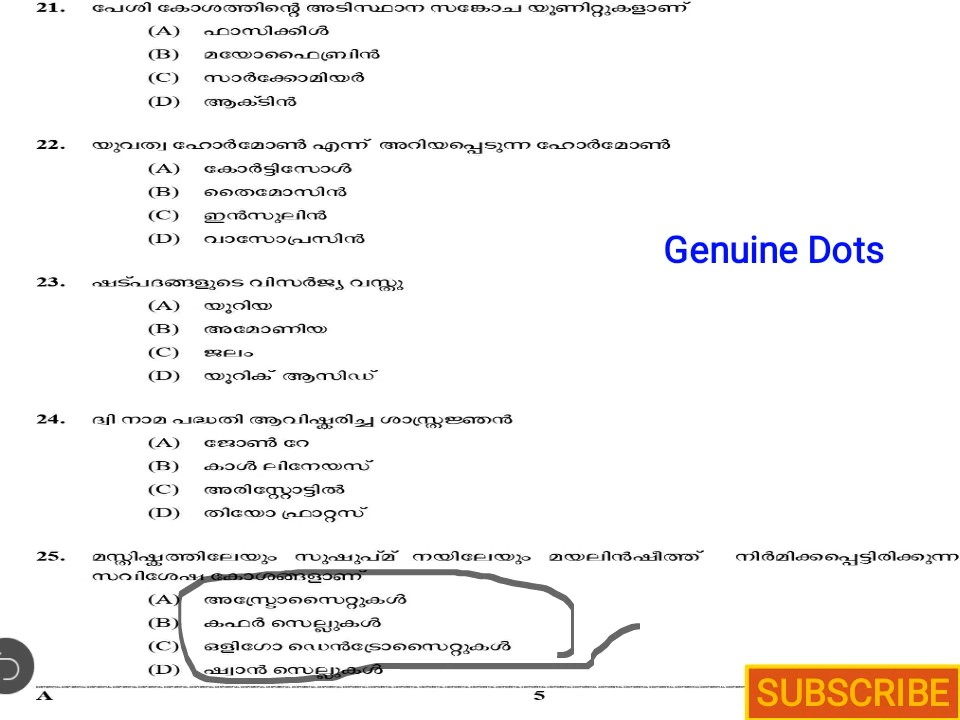 21. പേശി കോശത്തിന്റെ അടിസ്ഥാന സങ്കോച യൂണിറ്റുകളാണ്
(A) ഫാസിക്കിൾ
(B) മയോഫൈബ്രിൻ
(C) സാർക്കോമിയർ
(D) ആക്ടിൻ
22. യുവത്വ ഹോർമോൺ എന്ന് അറിയപ്പെടുന്ന ഹോർമോൺ
(A) കോർട്ടിസോൾ
(B) തൈമോസിൻ
(C) ഇൻസുലിൻ
(D) വാസോപ്രസിൻ
Genuine Dots
23. ഷട്പദങ്ങളുടെ വിസർജ്യ വസ്തു
(A) യൂറിയ
(B) അമോണിയ
(C) ജലം
(D) യൂറിക് ആസിഡ്
24. ദ്വി നാമ പദ്ധതി ആവിഷ്കരിച്ച ശാസ്ത്രജ്ഞൻ
(A) ജോൺ റേ
(B) കാൾ ലിനേയസ്
(C) അരിസ്റ്റോട്ടിൽ
(D) തിയോ ഫ്രാറ്റസ്
25. മസ്തിഷ്കത്തിലേയും സുഷുപ്മ് നയിലേയും മയലിൻഷീത്ത് നിർമിക്കപ്പെട്ടിരിക്കുന്ന
സവിശേഷ കോശങ്ങളാണ്
(A) അസ്ട്രോസൈറ്റുകൾ
(B) കഫർ സെല്ലുകൾ
(C) ഒളിഗോ ഡെൻട്രോസൈറ്റുകൾ
(D) ഷ്വാൻ സെല്ലുകൾ
A 5
SUBSCRIBE